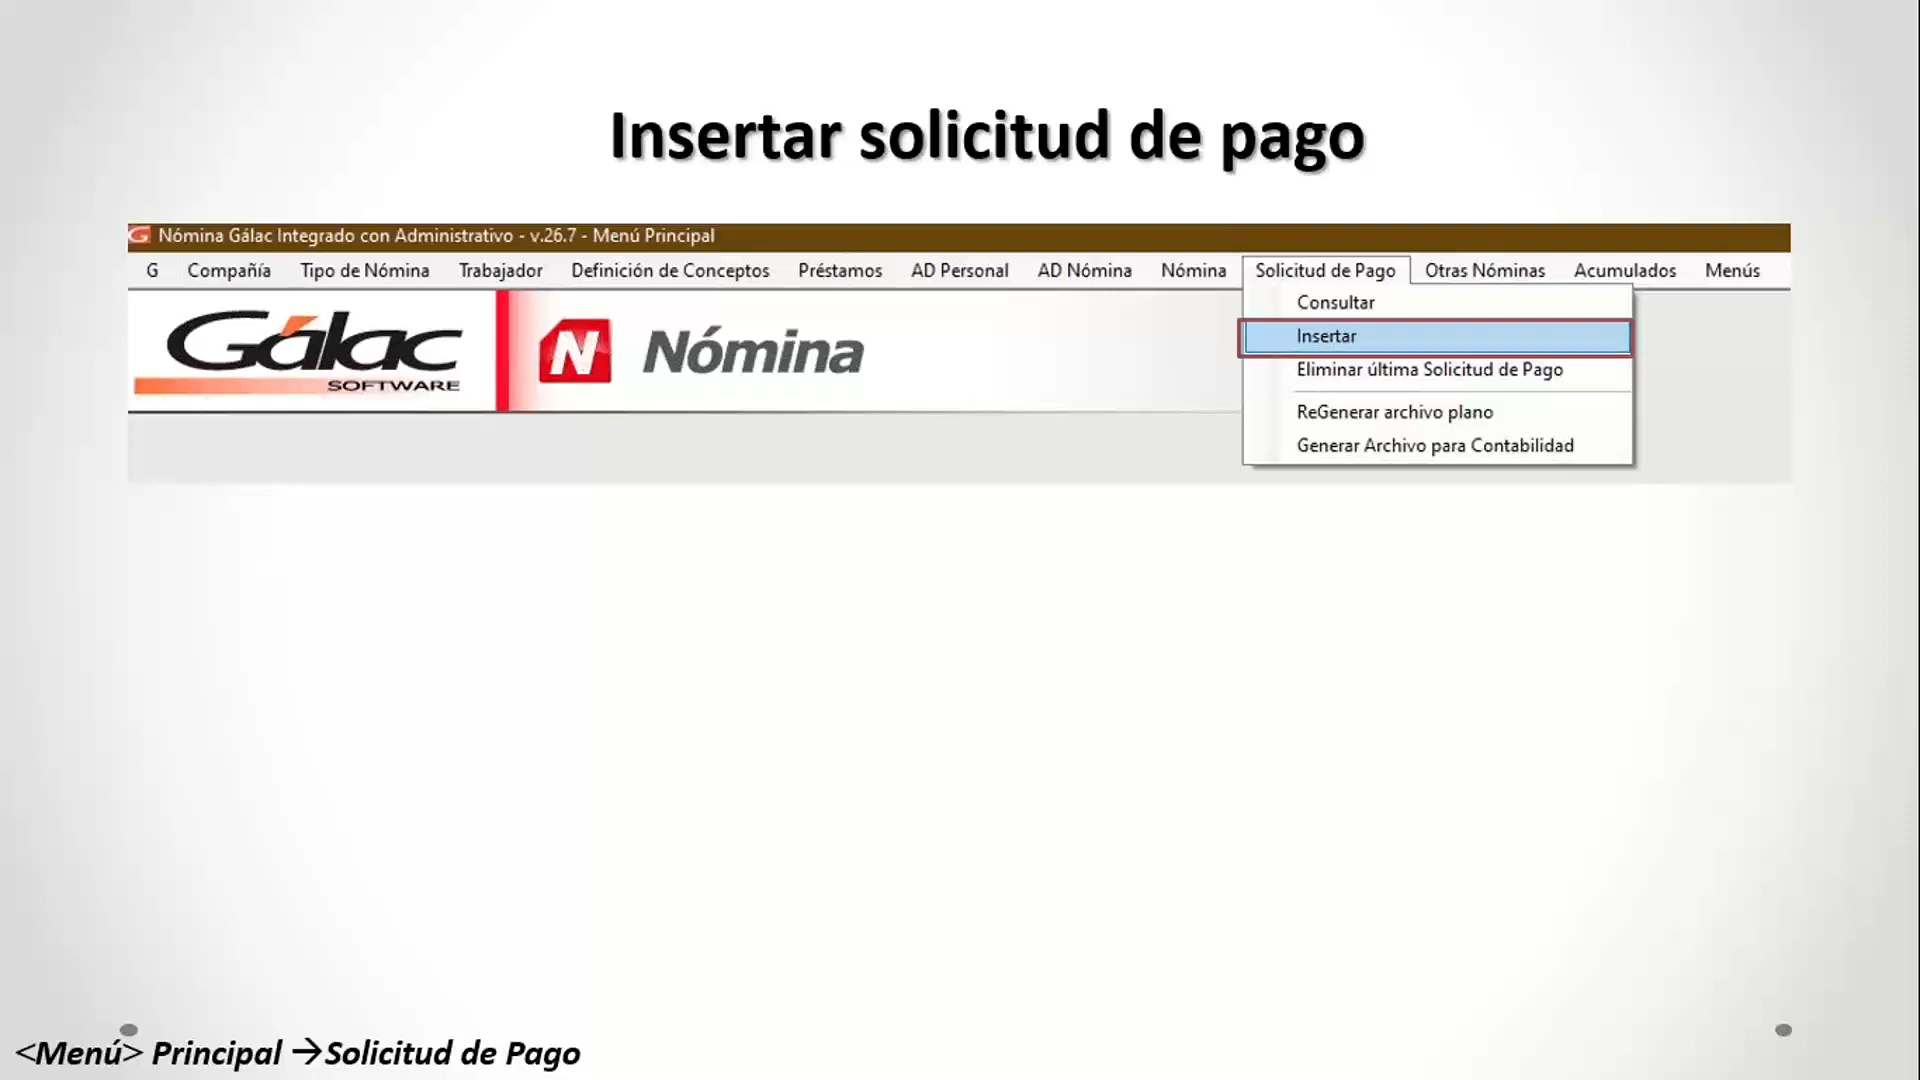 Insertar solicitud de pago
Nómina Gálac Integrado con Administrativo - v.26.7 - Menú Principal
G Compañía Tipo de Nómina Trabajador Definición de Conceptos Préstamos AD Personal AD Nómina Nómina Solicitud de Pago Otras Nóminas Acumulados Menús
Consultar
Insertar
Eliminar última Solicitud de Pago
ReGenerar archivo plano
Generar Archivo para Contabilidad
Gálac
SOFTWARE
N Nómina
<Menú> Principal →Solicitud de Pago